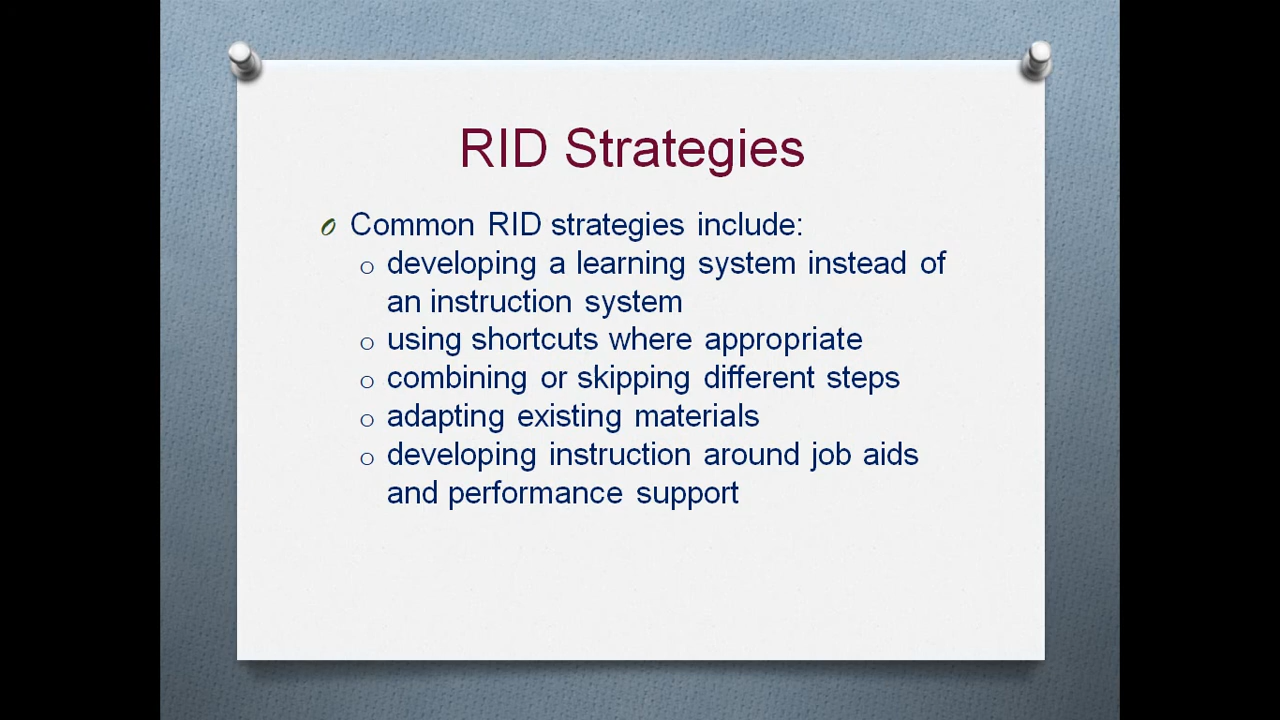 RID Strategies
Common RID strategies include:
developing a learning system instead of
an instruction system
using shortcuts where appropriate
combining or skipping different steps
adapting existing materials
developing instruction around job aids
and performance support